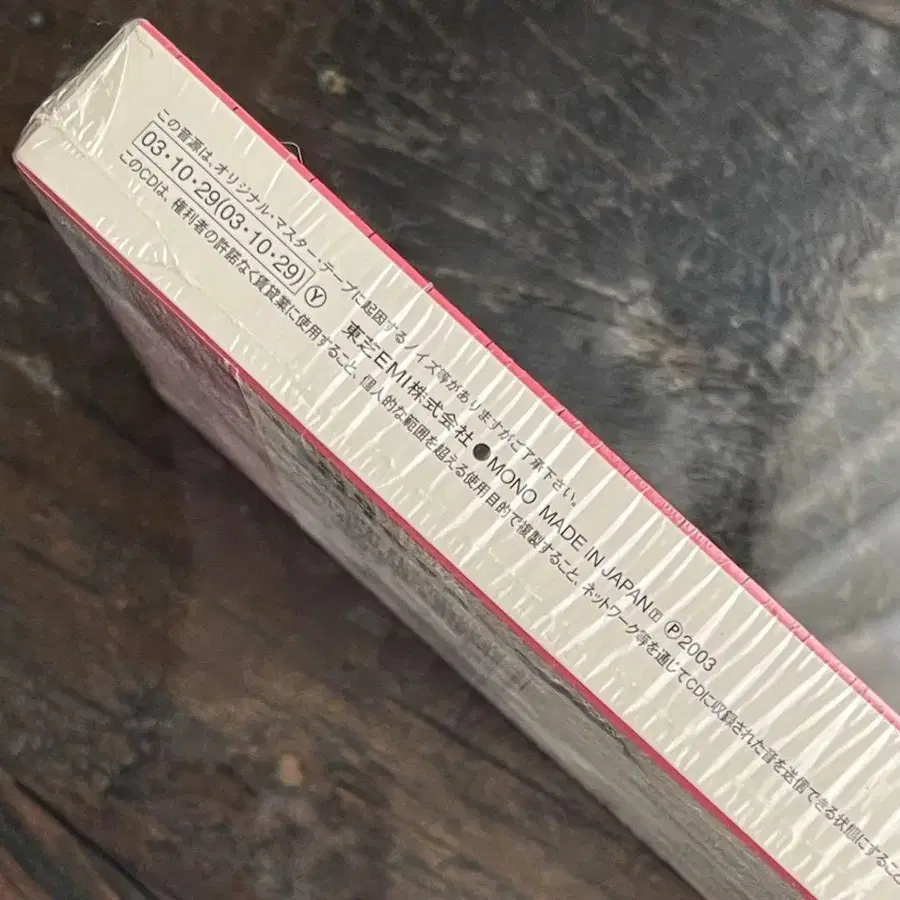 この音源は、オリジナル・マスター・テープに起因するノイズ等がありますがご了承下さい。
03・10・29(03・10・29) Ⓨ 東芝EMI株式会社●MONO MADE IN JAPAN ℗2003
このCDは、権利者の許諾なく賃貸業に使用すること、個人的な範囲を超える使用目的で複製すること、ネットワーク等を通じてCDに収録された音を送信できる状態にすること